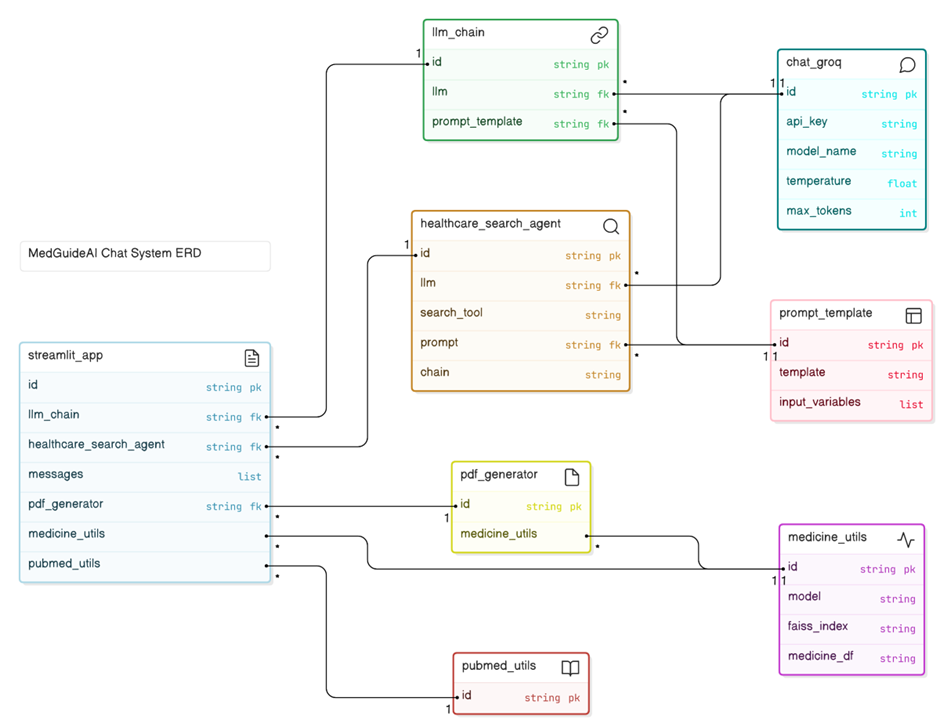 llm_chain
id string pk
llm string fk
prompt_template string fk
1
*
*
chat_groq
id string pk
api_key string
model_name string
temperature float
max_tokens int
1 1
healthcare_search_agent
id string pk
llm string fk
search_tool string
prompt string fk
chain string
1
*
*
MedGuideAI Chat System ERD
prompt_template
id string pk
template string
input_variables list
1 1
streamlit_app
id string pk
llm_chain string fk
healthcare_search_agent string fk
messages list
pdf_generator string fk
medicine_utils
pubmed_utils
*
*
*
*
*
pdf_generator
id string pk
medicine_utils
1
*
medicine_utils
id string pk
model string
faiss_index string
medicine_df string
1 1
pubmed_utils
id string pk
1